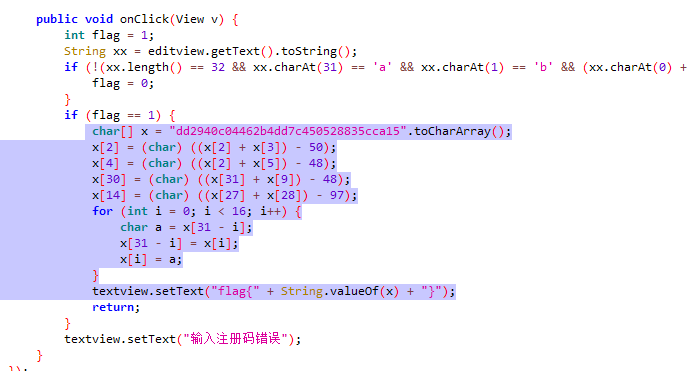 public void onClick(View v) {
int flag = 1;
String xx = editview.getText().toString();
if (!(xx.length() == 32 && xx.charAt(31) == 'a' && xx.charAt(1) == 'b' && (xx.charAt(0) +
flag = 0;
}
if (flag == 1) {
char[] x = "dd2940c04462b4dd7c450528835cca15".toCharArray();
x[2] = (char) ((x[2] + x[3]) - 50);
x[4] = (char) ((x[2] + x[5]) - 48);
x[30] = (char) ((x[31] + x[9]) - 48);
x[14] = (char) ((x[27] + x[28]) - 97);
for (int i = 0; i < 16; i++) {
char a = x[31 - i];
x[31 - i] = x[i];
x[i] = a;
}
textview.setText("flag{" + String.valueOf(x) + "}");
return;
}
textview.setText("输入注册码错误");
}
});